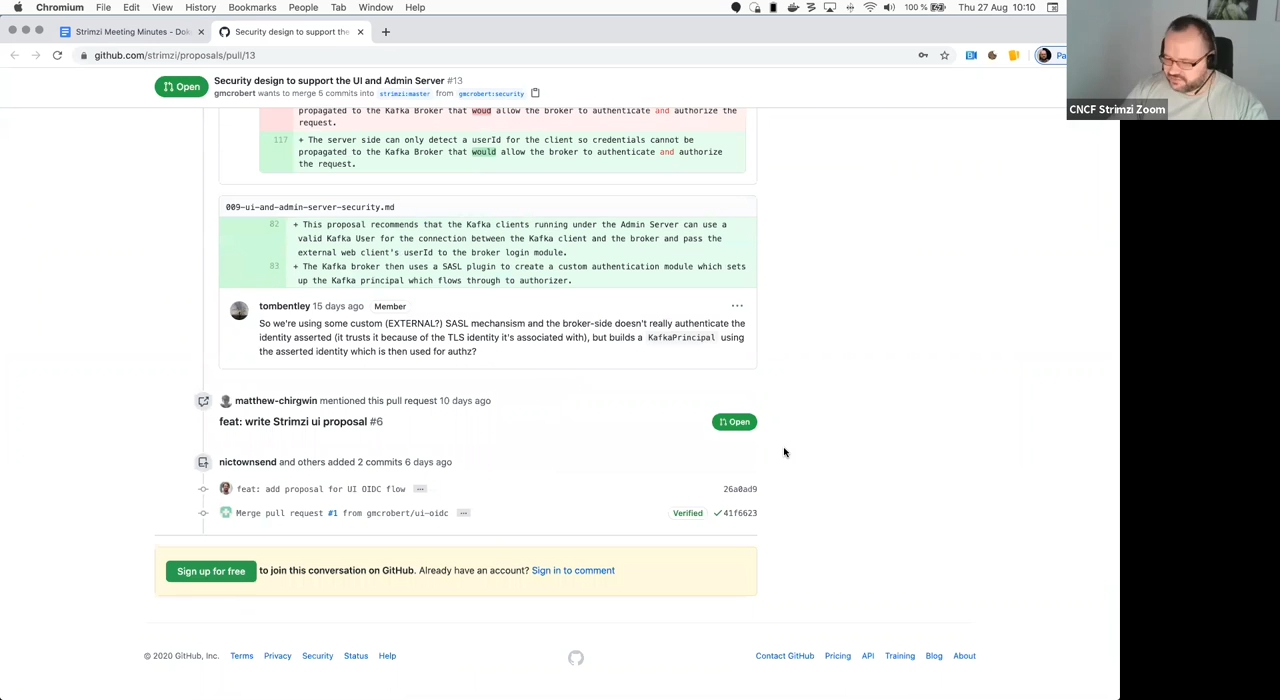 Chromium File Edit View History Bookmarks People Tab Window Help 100 % Thu 27 Aug 10:10
Strimzi Meeting Minutes - Dok
Security design to support the
github.com/strimzi/proposals/pull/13
Pa
Open
Security design to support the UI and Admin Server #13
gmcrobert wants to merge 5 commits into strimzi:master from gmcrobert:security
propagated to the Kafka Broker that woud allow the broker to authenticate and authorize the
request.
117 + The server side can only detect a userId for the client so credentials cannot be
propagated to the Kafka Broker that would allow the broker to authenticate and authorize
the request.
009-ui-and-admin-server-security.md
82 + This proposal recommends that the Kafka clients running under the Admin Server can use a
valid Kafka User for the connection between the Kafka client and the broker and pass the
external web client's userId to the broker login module.
83 + The Kafka broker then uses a SASL plugin to create a custom authentication module which sets
up the Kafka principal which flows through to authorizer.
tombentley 15 days ago Member
So we're using some custom (EXTERNAL?) SASL mechansism and the broker-side doesn't really authenticate the
identity asserted (it trusts it because of the TLS identity it's associated with), but builds a KafkaPrincipal using
the asserted identity which is then used for authz?
matthew-chirgwin mentioned this pull request 10 days ago
feat: write Strimzi ui proposal #6
Open
nictownsend and others added 2 commits 6 days ago
feat: add proposal for UI OIDC flow ... 26a0ad9
Merge pull request #1 from gmcrobert/ui-oidc ... Verified 41f6623
Sign up for free to join this conversation on GitHub. Already have an account? Sign in to comment
© 2020 GitHub, Inc. Terms Privacy Security Status Help
Contact GitHub Pricing API Training Blog About
CNCF Strimzi Zoom